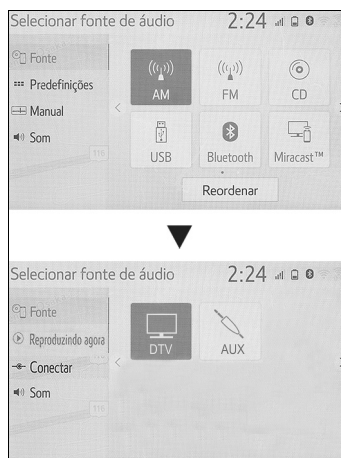 Selecionar fonte de áudio 2:24
Fonte
Predefinições
Manual
Som
AM FM CD
USB Bluetooth Miracast™
Reordenar
Selecionar fonte de áudio 2:24
Fonte
Reproduzindo agora
Conectar
Som
DTV AUX